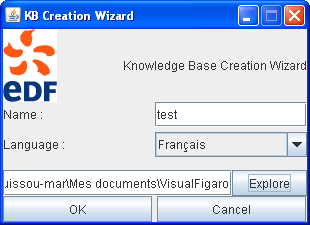 KB Creation Wizard
edf
Knowledge Base Creation Wizard
Name :
test
Language :
Français
uissou-mar\Mes documents\VisualFigaro
Explore
OK
Cancel